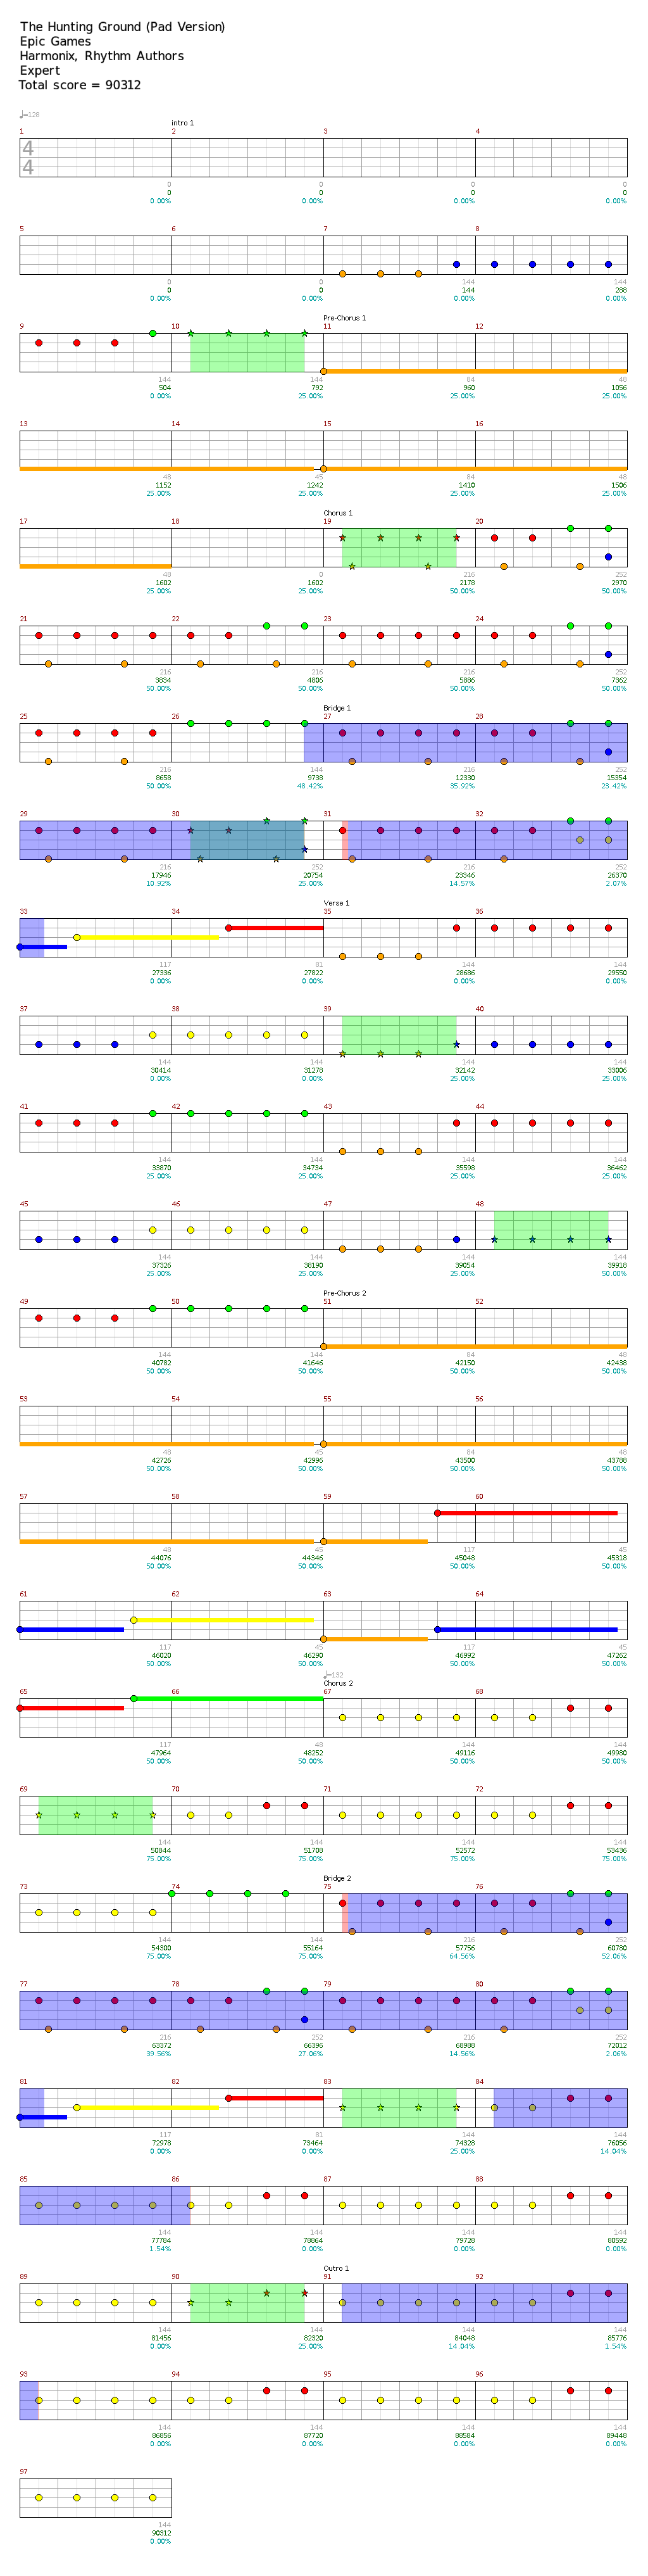 The Hunting Ground (Pad Version)
Epic Games
Harmonix, Rhythm Authors
Expert
Total score = 90312
♩=128
intro 1
1 2 3 4
4
4
0 0 0 0
0 0 0 0
0.00% 0.00% 0.00% 0.00%
5 6 7 8
0 0 144 144
0 0 144 288
0.00% 0.00% 0.00% 0.00%
Pre-Chorus 1
9 10 11 12
144 144 84 48
504 792 960 1056
0.00% 25.00% 25.00% 25.00%
13 14 15 16
48 45 84 48
1152 1242 1410 1506
25.00% 25.00% 25.00% 25.00%
Chorus 1
17 18 19 20
48 0 216 252
1602 1602 2178 2970
25.00% 25.00% 50.00% 50.00%
21 22 23 24
216 216 216 252
3834 4806 5886 7362
50.00% 50.00% 50.00% 50.00%
Bridge 1
25 26 27 28
216 144 216 252
8658 9738 12330 15354
50.00% 48.42% 35.92% 23.42%
29 30 31 32
216 252 216 252
17946 20754 23346 26370
10.92% 25.00% 14.57% 2.07%
Verse 1
33 34 35 36
117 81 144 144
27336 27822 28686 29550
0.00% 0.00% 0.00% 0.00%
37 38 39 40
144 144 144 144
30414 31278 32142 33006
0.00% 0.00% 25.00% 25.00%
41 42 43 44
144 144 144 144
33870 34734 35598 36462
25.00% 25.00% 25.00% 25.00%
45 46 47 48
144 144 144 144
37326 38190 39054 39918
25.00% 25.00% 25.00% 50.00%
Pre-Chorus 2
49 50 51 52
144 144 84 48
40782 41646 42150 42438
50.00% 50.00% 50.00% 50.00%
53 54 55 56
48 45 84 48
42726 42996 43500 43788
50.00% 50.00% 50.00% 50.00%
57 58 59 60
48 45 117 45
44076 44346 45048 45318
50.00% 50.00% 50.00% 50.00%
61 62 63 64
117 45 117 45
46020 46290 46992 47262
50.00% 50.00% 50.00% 50.00%
♩=132
Chorus 2
65 66 67 68
117 48 144 144
47964 48252 49116 49980
50.00% 50.00% 50.00% 50.00%
69 70 71 72
144 144 144 144
50844 51708 52572 53436
75.00% 75.00% 75.00% 75.00%
Bridge 2
73 74 75 76
144 144 216 252
54300 55164 57756 60780
75.00% 75.00% 64.56% 52.06%
77 78 79 80
216 252 216 252
63372 66396 68988 72012
39.56% 27.06% 14.56% 2.06%
81 82 83 84
117 81 144 144
72978 73464 74328 76056
0.00% 0.00% 25.00% 14.04%
85 86 87 88
144 144 144 144
77784 78864 79728 80592
1.54% 0.00% 0.00% 0.00%
Outro 1
89 90 91 92
144 144 144 144
81456 82320 84048 85776
0.00% 25.00% 14.04% 1.54%
93 94 95 96
144 144 144 144
86856 87720 88584 89448
0.00% 0.00% 0.00% 0.00%
97
144
90312
0.00%